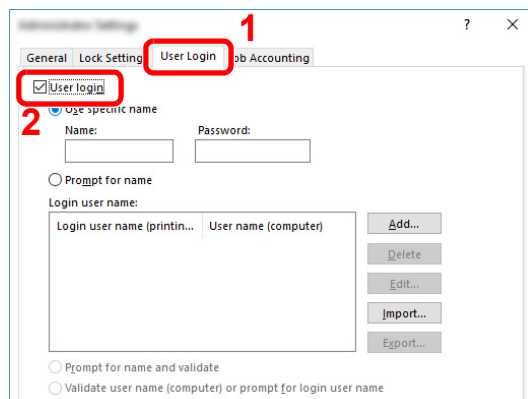 1
? ×
General Lock Setting User Login ob Accounting
User login
2
Use specific name
Name: Password:
Prompt for name
Login user name:
Login user name (printin... User name (computer)
Add...
Delete
Edit...
Import...
Export...
Prompt for name and validate
Validate user name (computer) or prompt for login user name